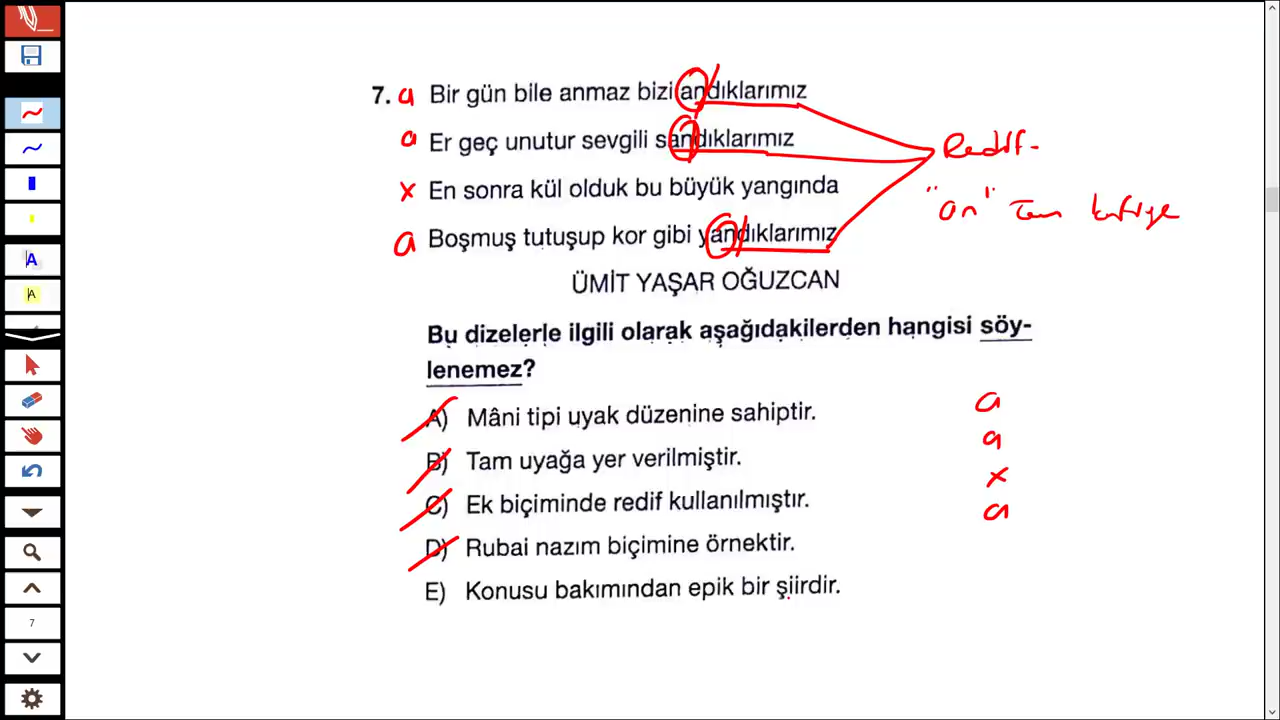 7. a Bir gün bile anmaz bizi andıklarımız
a Er geç unutur sevgili sandıklarımız
Redif
x En sonra kül olduk bu büyük yangında
"an" Tam kafiye
a Boşmuş tutuşup kor gibi yandıklarımız
ÜMİT YAŞAR OĞUZCAN
Bu dizelerle ilgili olarak aşağıdakilerden hangisi söy-
lenemez?
A) Mâni tipi uyak düzenine sahiptir. a
B) Tam uyağa yer verilmiştir. a
C) Ek biçiminde redif kullanılmıştır. x
a
D) Rubai nazım biçimine örnektir.
E) Konusu bakımından epik bir şiirdir.
A
A
7